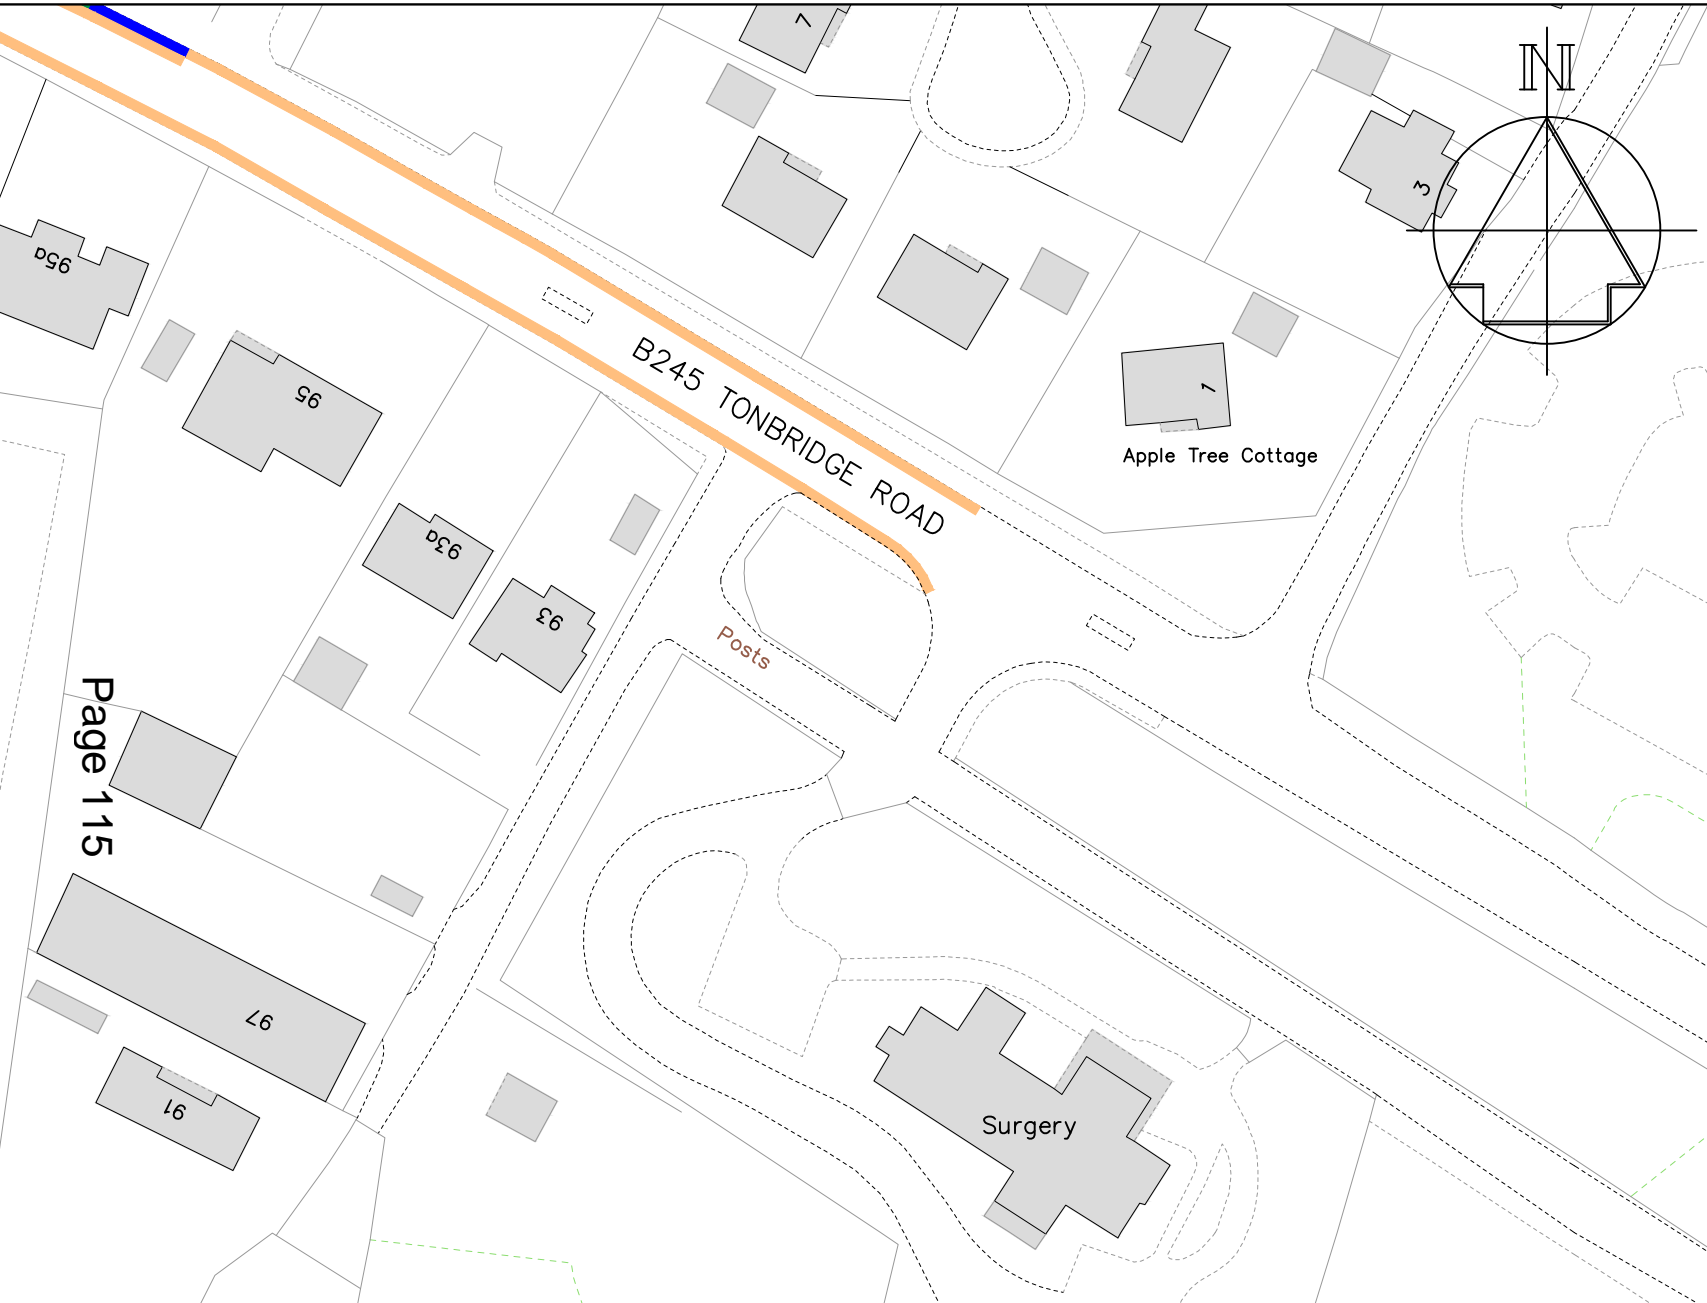 7
N
3
95a
B245 TONBRIDGE ROAD
1
95
Apple Tree Cottage
93a
93
Posts
Page 115
97
91
Surgery